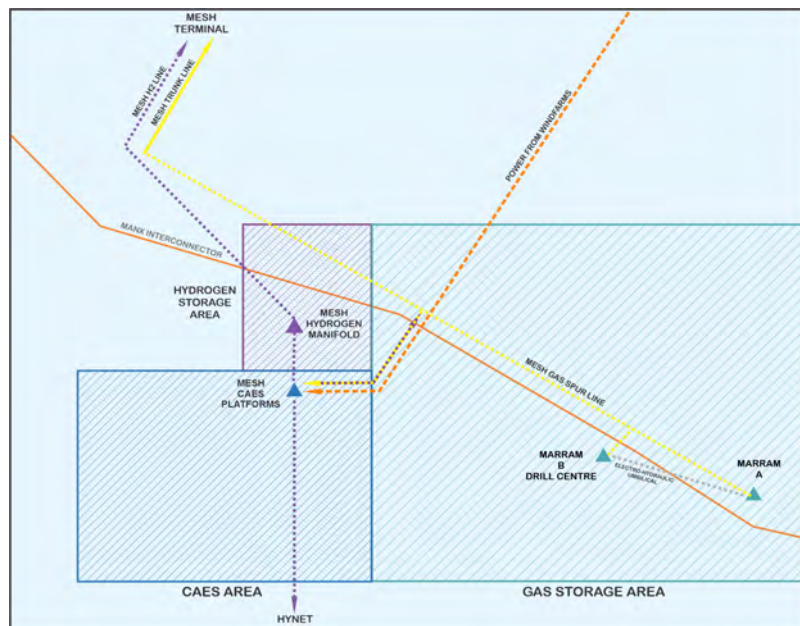 MESH
TERMINAL
MESH H2 LINE
MESH TRUNK LINE
POWER FROM WINDFARMS
MANX INTERCONNECTOR
HYDROGEN
STORAGE
AREA
MESH
HYDROGEN
MANIFOLD
MESH
CAES
PLATFORMS
MESH GAS SPUR LINE
MARRAM
B
DRILL CENTRE
ELECTRO-HYDRAULIC
UMBILICAL
MARRAM
A
CAES AREA
GAS STORAGE AREA
HYNET